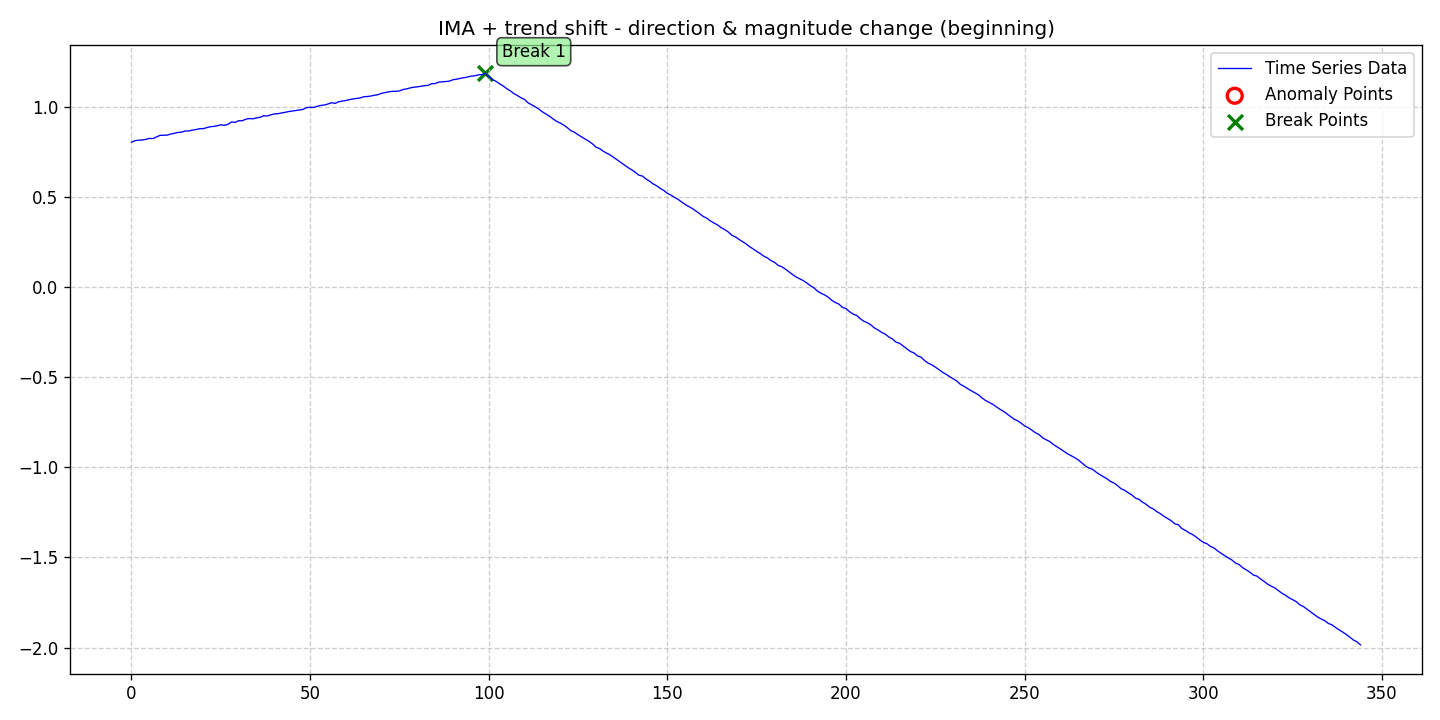 IMA + trend shift - direction & magnitude change (beginning)
Break 1
Time Series Data
Anomaly Points
Break Points
1.0
0.5
0.0
−0.5
−1.0
−1.5
−2.0
0 50 100 150 200 250 300 350